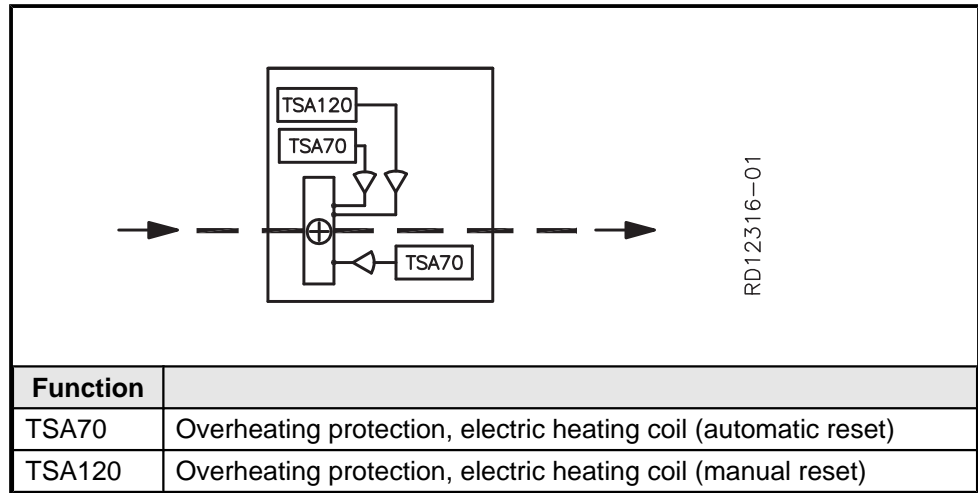 TSA120
TSA70
TSA70
RD12316-01
Function
TSA70 Overheating protection, electric heating coil (automatic reset)
TSA120 Overheating protection, electric heating coil (manual reset)